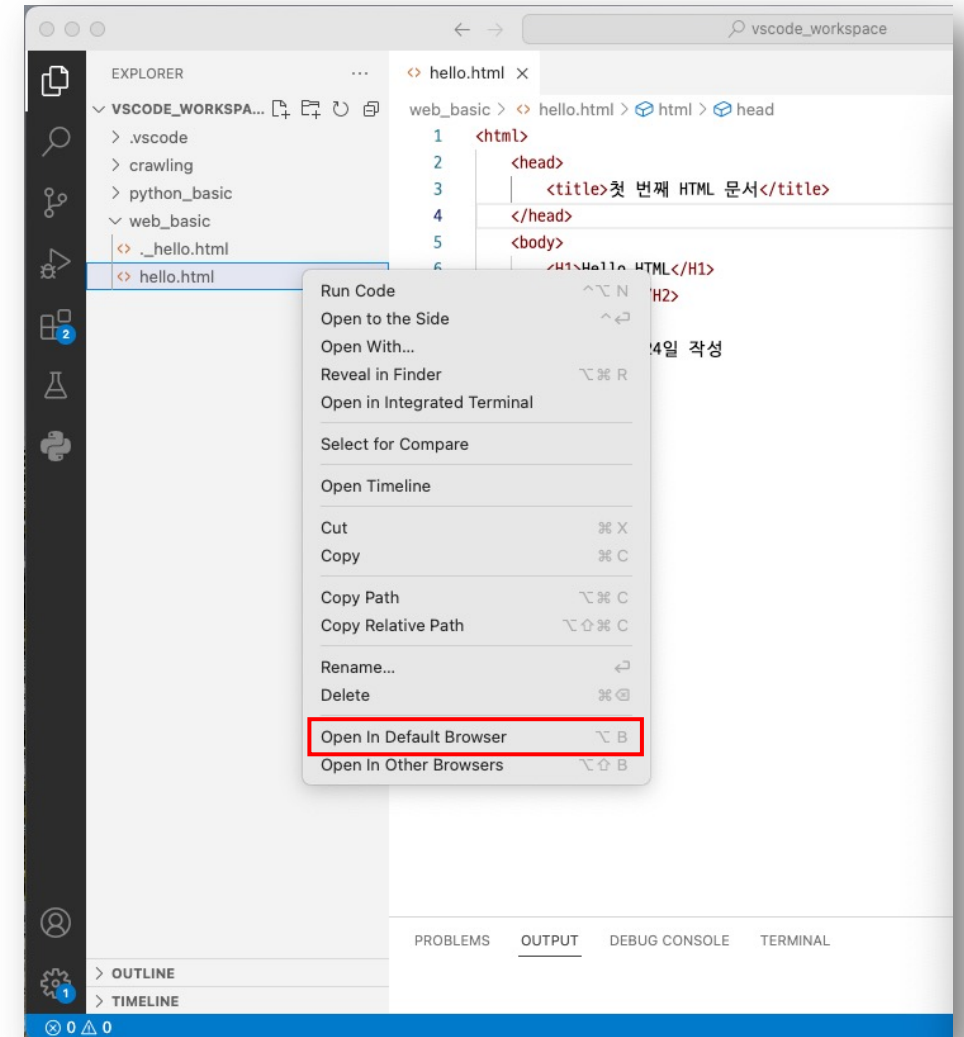 vscode_workspace
EXPLORER ...
hello.html
VSCODE_WORKSPA...
.vscode
crawling
python_basic
web_basic
._hello.html
hello.html
web_basic > hello.html > html > head
1 <html>
2 <head>
3 <title>첫 번째 HTML 문서</title>
4 </head>
5 <body>
6 <H1>Hello HTML</H1>
/H2>
24일 작성
Run Code ^⌥ N
Open to the Side ^⏎
Open With...
Reveal in Finder ⌥⌘ R
Open in Integrated Terminal
Select for Compare
Open Timeline
Cut ⌘ X
Copy ⌘ C
Copy Path ⌥⌘ C
Copy Relative Path ⌥⇧⌘ C
Rename... ⏎
Delete ⌘⌫
Open In Default Browser ⌥ B
Open In Other Browsers ⌥⇧ B
2
PROBLEMS OUTPUT DEBUG CONSOLE TERMINAL
OUTLINE
1
TIMELINE
0 0